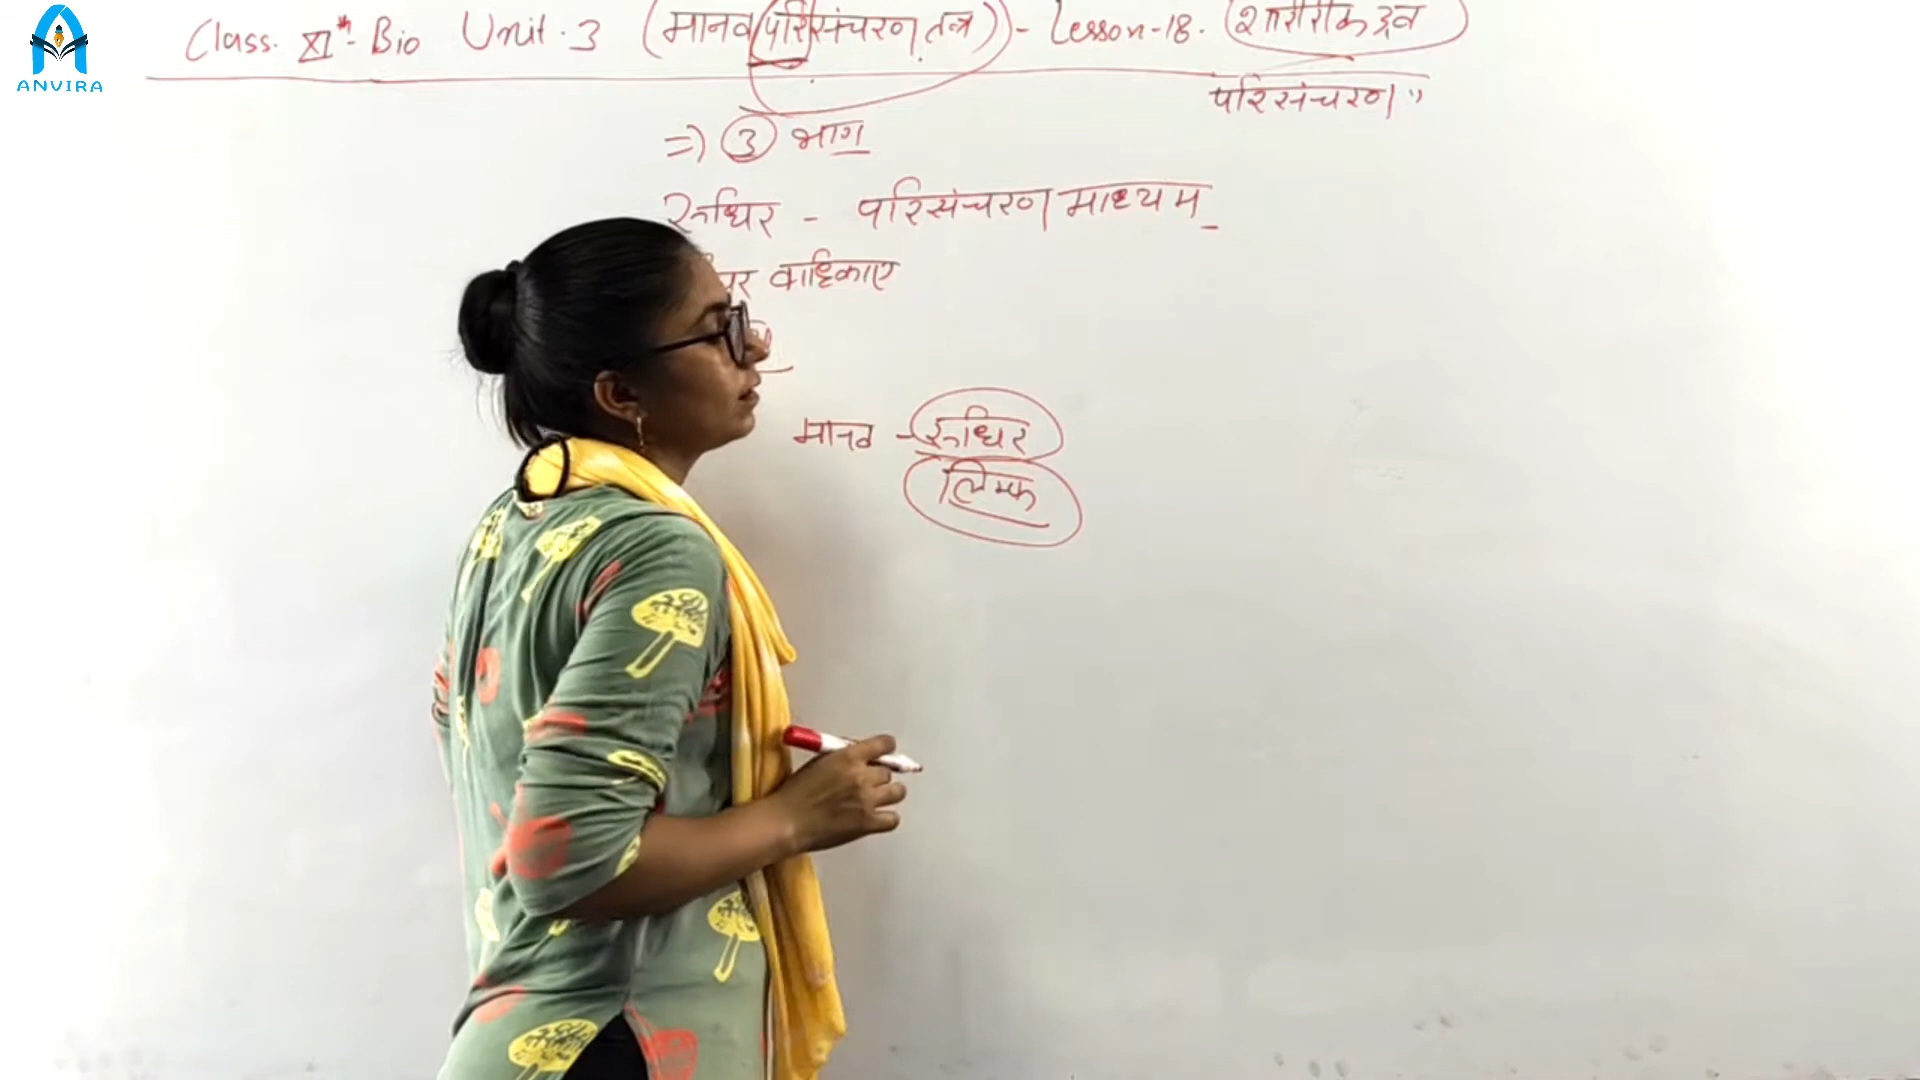 ANVIRA
Class. XIth - Bio Unit. 3 (मानव परिसंचरण तन्त्र) - Lesson-18. शारीरिक द्रव
परिसंचरण"
=) 3 भाग
रूधिर - परिसंचरण माध्यम
वाहिकाए
मानव - रूधिर
लिम्फ